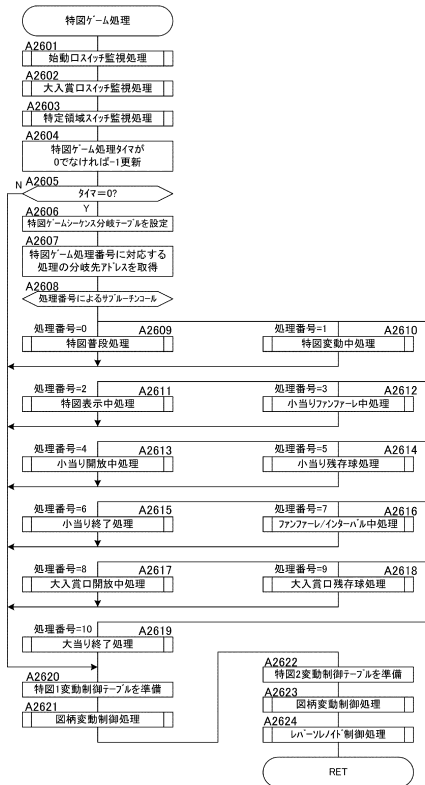 特図ｹﾞｰﾑ処理
A2601
始動口ｽｲｯﾁ監視処理
A2602
大入賞口ｽｲｯﾁ監視処理
A2603
特定領域ｽｲｯﾁ監視処理
A2604
特図ｹﾞｰﾑ処理ﾀｲﾏが
0でなければ-1更新
A2605
N
ﾀｲﾏ=0?
Y
A2606
特図ｹﾞｰﾑｼｰｹﾝｽ分岐ﾃｰﾌﾞﾙを設定
A2607
特図ｹﾞｰﾑ処理番号に対応する
処理の分岐先ｱﾄﾞﾚｽを取得
A2608
処理番号によるｻﾌﾞﾙｰﾁﾝｺｰﾙ
処理番号=0 A2609
特図普段処理
処理番号=1 A2610
特図変動中処理
処理番号=2 A2611
特図表示中処理
処理番号=3 A2612
小当りﾌｧﾝﾌｧｰﾚ中処理
処理番号=4 A2613
小当り開放中処理
処理番号=5 A2614
小当り残存球処理
処理番号=6 A2615
小当り終了処理
処理番号=7 A2616
ﾌｧﾝﾌｧｰﾚ/ｲﾝﾀｰﾊﾞﾙ中処理
処理番号=8 A2617
大入賞口開放中処理
処理番号=9 A2618
大入賞口残存球処理
処理番号=10 A2619
大当り終了処理
A2620
特図1変動制御ﾃｰﾌﾞﾙを準備
A2621
図柄変動制御処理
A2622
特図2変動制御ﾃｰﾌﾞﾙを準備
A2623
図柄変動制御処理
A2624
ﾚﾊﾞｰｿﾚﾉｲﾄﾞ制御処理
RET